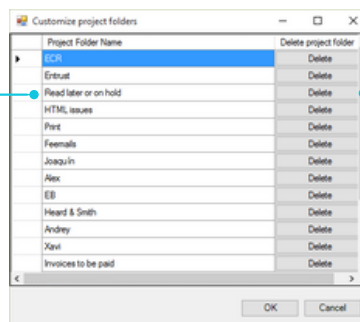 Customize project folders
Project Folder Name Delete project folder
ECR Delete
Entrust Delete
Read later or on hold Delete
HTML issues Delete
Print Delete
Feemails Delete
Joaquín Delete
Alex Delete
EB Delete
Heard & Smith Delete
Andrey Delete
Xavi Delete
Invoices to be paid Delete
OK Cancel